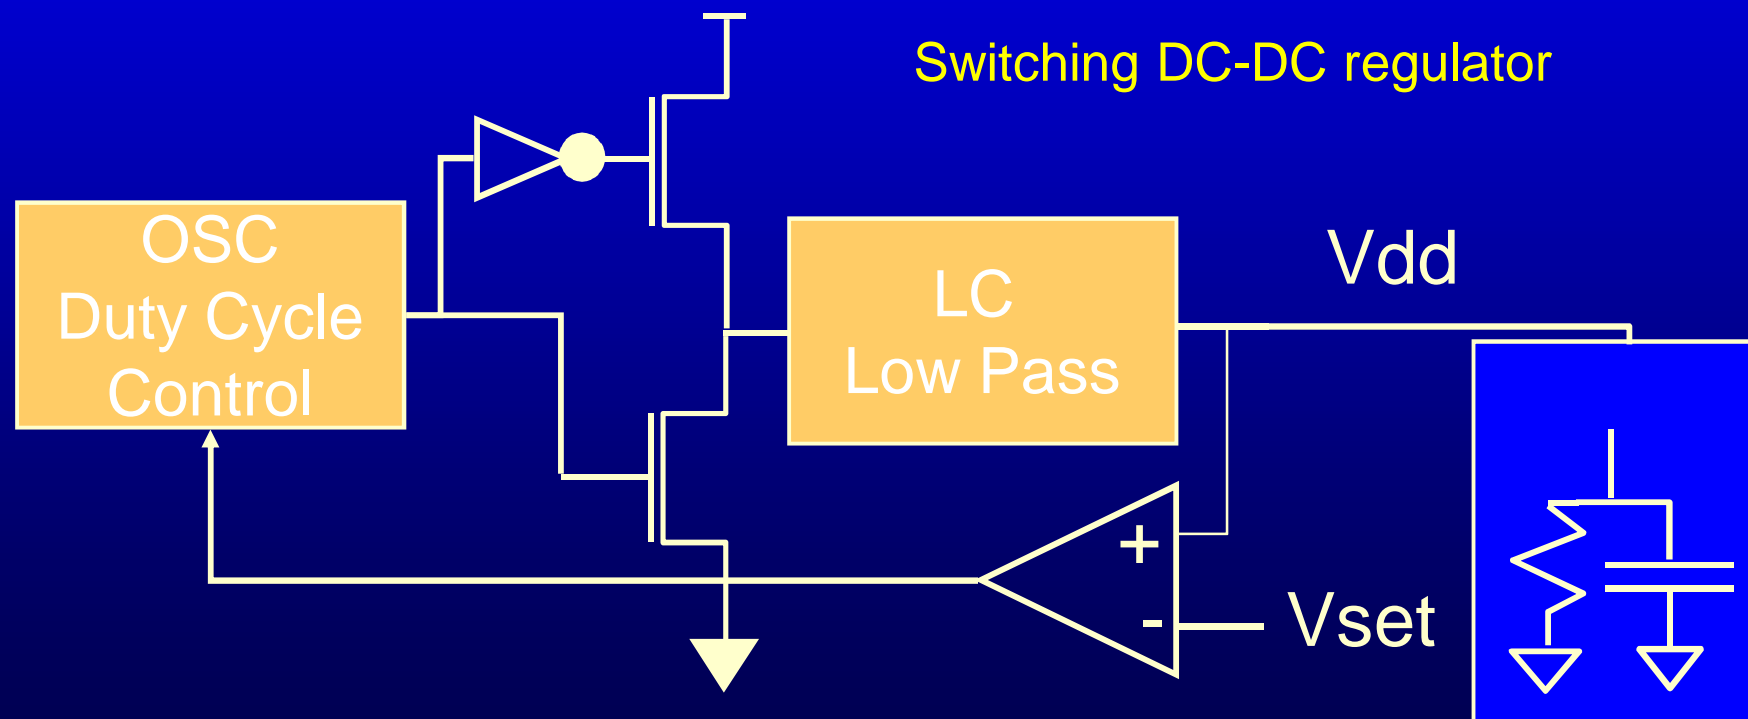 Switching DC-DC regulator
OSC
Duty Cycle
Control
LC
Low Pass
Vdd
+
-
Vset